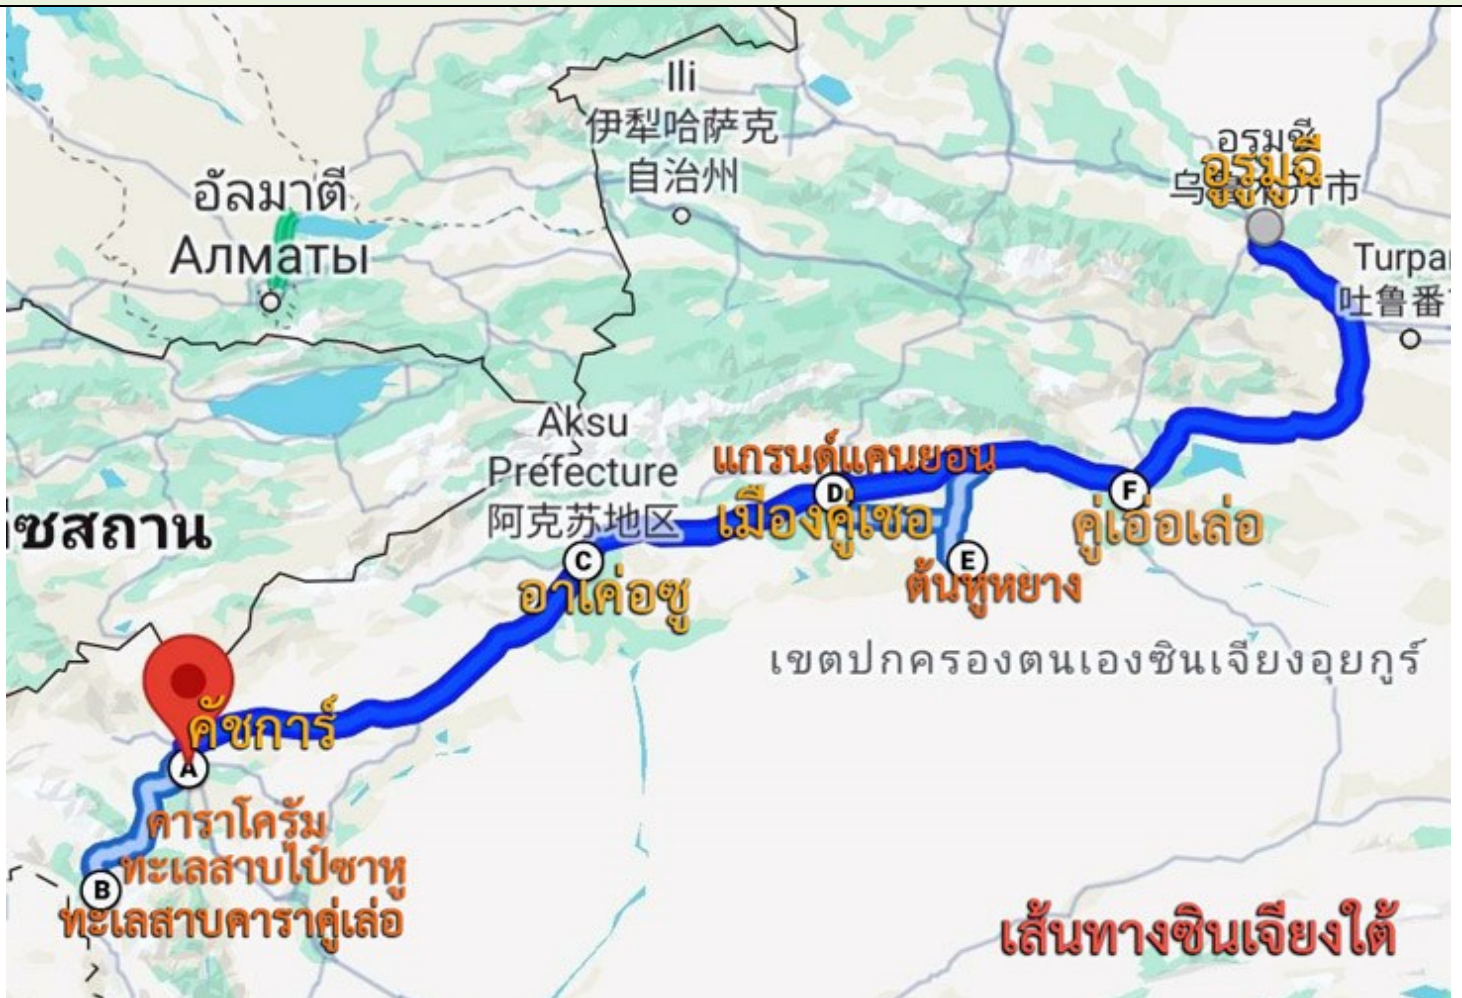 Ili
伊犁哈萨克
自治州
อุรุมชี
อูรูมูฉี
อัลมาตี
Алматы
Turpa
吐鲁番
Aksu
Prefecture
阿克苏地区
แกรนด์แคนยอน
D
เมืองคู่เชอ
F
คู่เอ่อเล่อ
ซสถาน
C
อาเค่อซู
E
ต้นหูหยาง
เขตปกครองตนเองซินเจียงอุยกูร์
คัชการ์
A
คาราโครัม
ทะเลสาบไป๋ซาหู
B
ทะเลสาบคาราคู่เล่อ
เส้นทางซินเจียงใต้